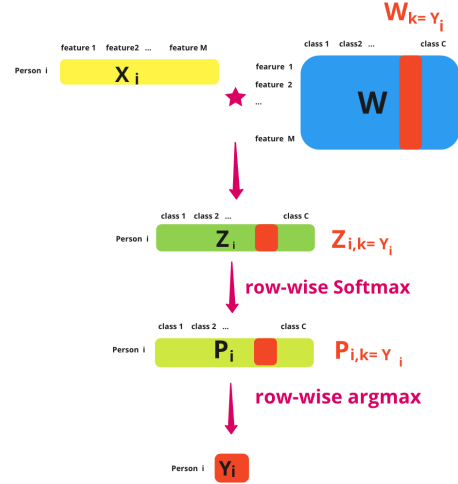 W k= Y i
class 1 class2 ... class C
feature 1 feature2 ... feature M
Person i X i
fearure 1
feature 2
...
W
feature M
class 1 class 2 ... class C
Person i Z i Z i,k= Y i
row-wise Softmax
class 1 class 2 ... class C
Person i P i P i,k= Y i
row-wise argmax
Person i Y i